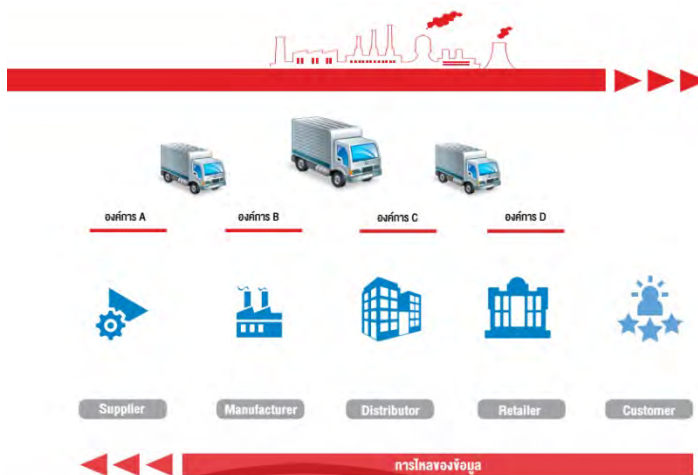 องค์การ A
องค์การ B
องค์การ C
องค์การ D
Supplier
Manufacturer
Distributor
Retailer
Customer
การไหลของข้อมูล